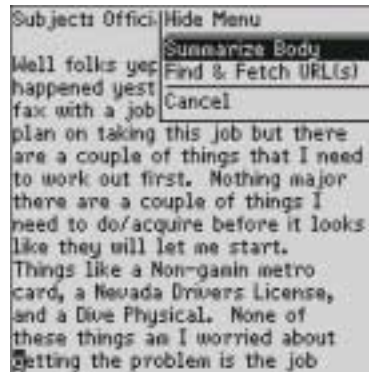 Subject: Offici
Hide Menu
Summarize Body
Find & Fetch URL(s)
Cancel
Well folks yep
happened yest
fax with a job
plan on taking this job but there
are a couple of things that I need
to work out first. Nothing major
there are a couple of things I
need to do/acquire before it looks
like they will let me start.
Things like a Non-gamin metro
card, a Nevada Drivers License,
and a Dive Physical. None of
these things am I worried about
getting the problem is the job